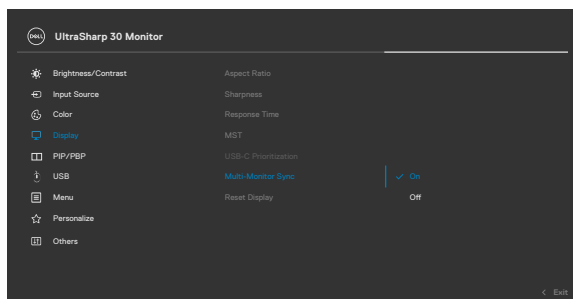 DELL UltraSharp 30 Monitor
Brightness/Contrast Aspect Ratio
Input Source Sharpness
Color Response Time
Display MST
PIP/PBP USB-C Prioritization
USB Multi-Monitor Sync On
Menu Reset Display Off
Personalize
Others
Exit